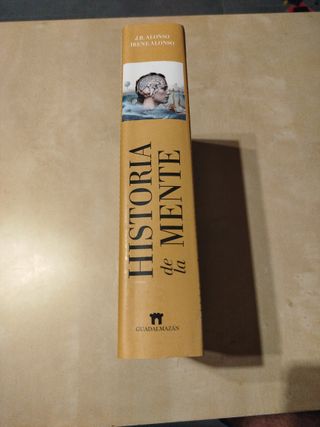 J.R. ALONSO
IRENE ALONSO
HISTORIA
de la
MENTE
GUADALMAZÁN